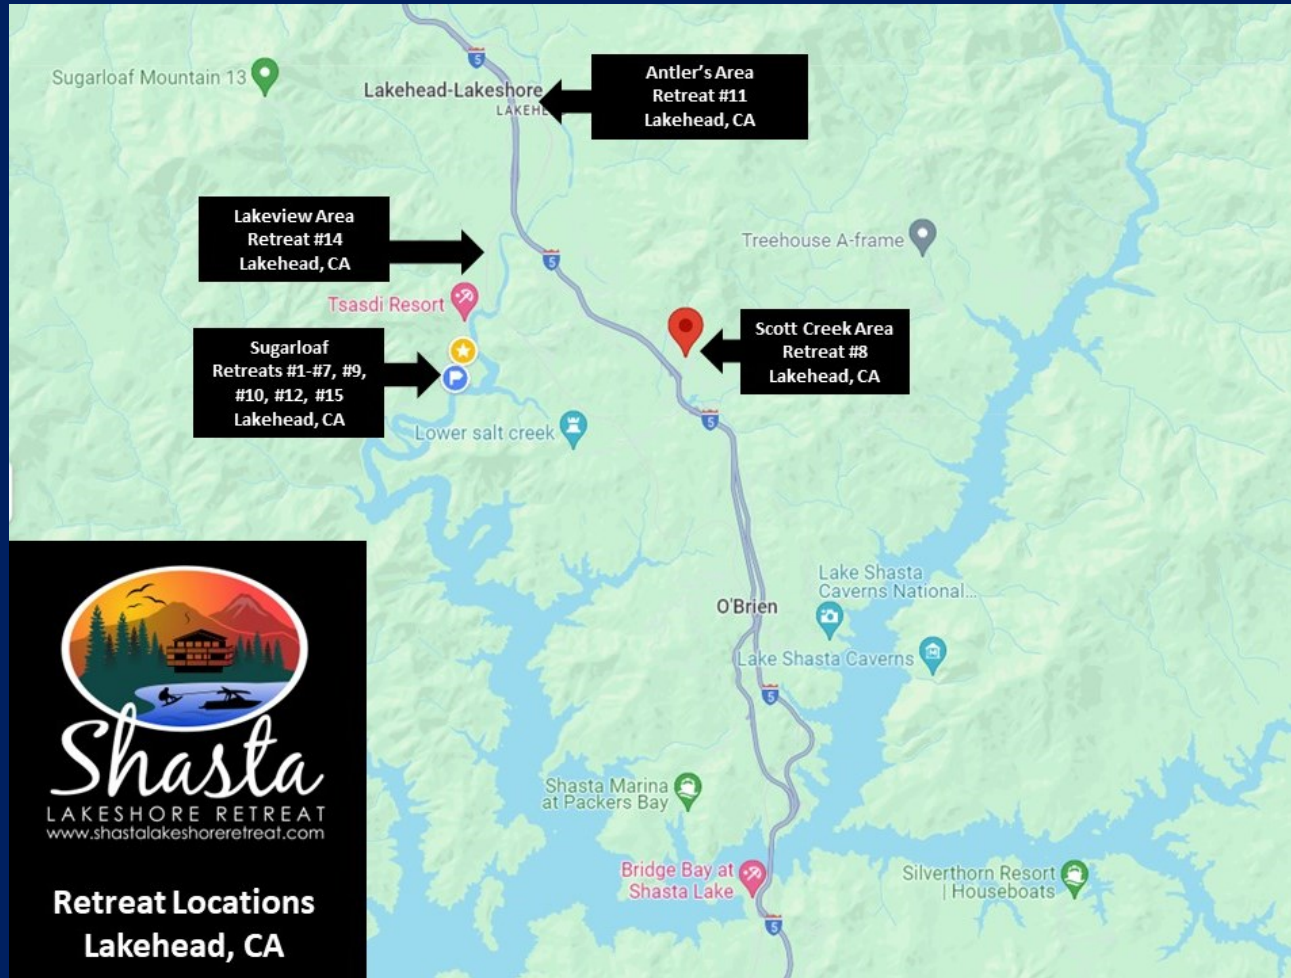 Sugarloaf Mountain 13
5
Lakehead-Lakeshore
LAKEHE
Antler's Area
Retreat #11
Lakehead, CA
Lakeview Area
Retreat #14
Lakehead, CA
5
Treehouse A-frame
Tsasdi Resort
Scott Creek Area
Retreat #8
Lakehead, CA
Sugarloaf
Retreats #1-#7, #9,
#10, #12, #15
Lakehead, CA
5
Lower salt creek
O'Brien
Lake Shasta
Caverns National...
Lake Shasta Caverns
5
Shasta Marina
at Packers Bay
Bridge Bay at
Shasta Lake
Silverthorn Resort
| Houseboats
5
Shasta
LAKESHORE RETREAT
www.shastalakeshoreretreat.com
Retreat Locations
Lakehead, CA